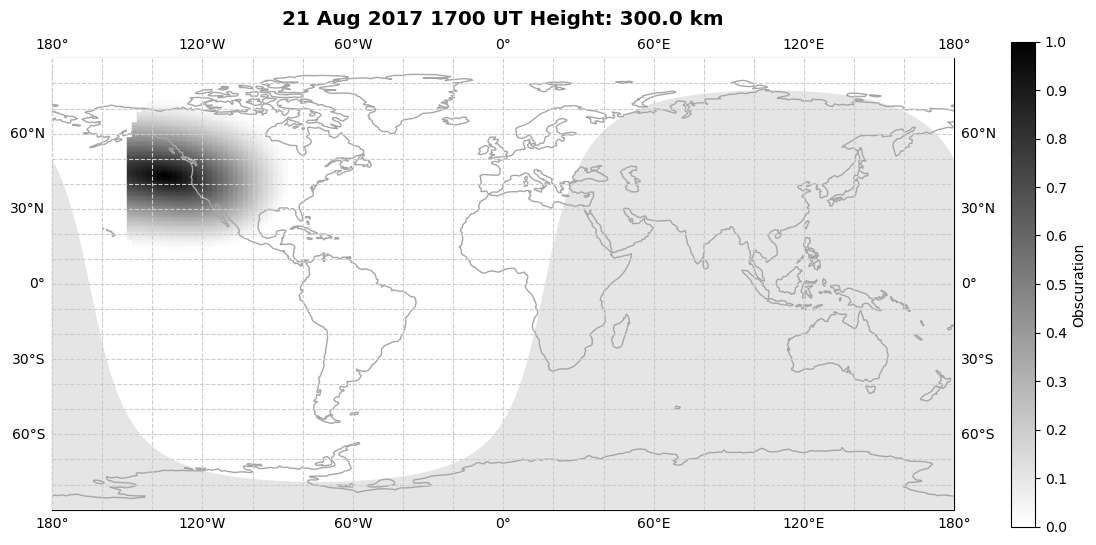 21 Aug 2017 1700 UT Height: 300.0 km
180° 120°W 60°W 0° 60°E 120°E 180°
60°N 60°N
30°N 30°N
0° 0°
30°S 30°S
60°S 60°S
180° 120°W 60°W 0° 60°E 120°E 180°
1.0
0.9
0.8
0.7
0.6
0.5
0.4
0.3
0.2
0.1
0.0
Obscuration